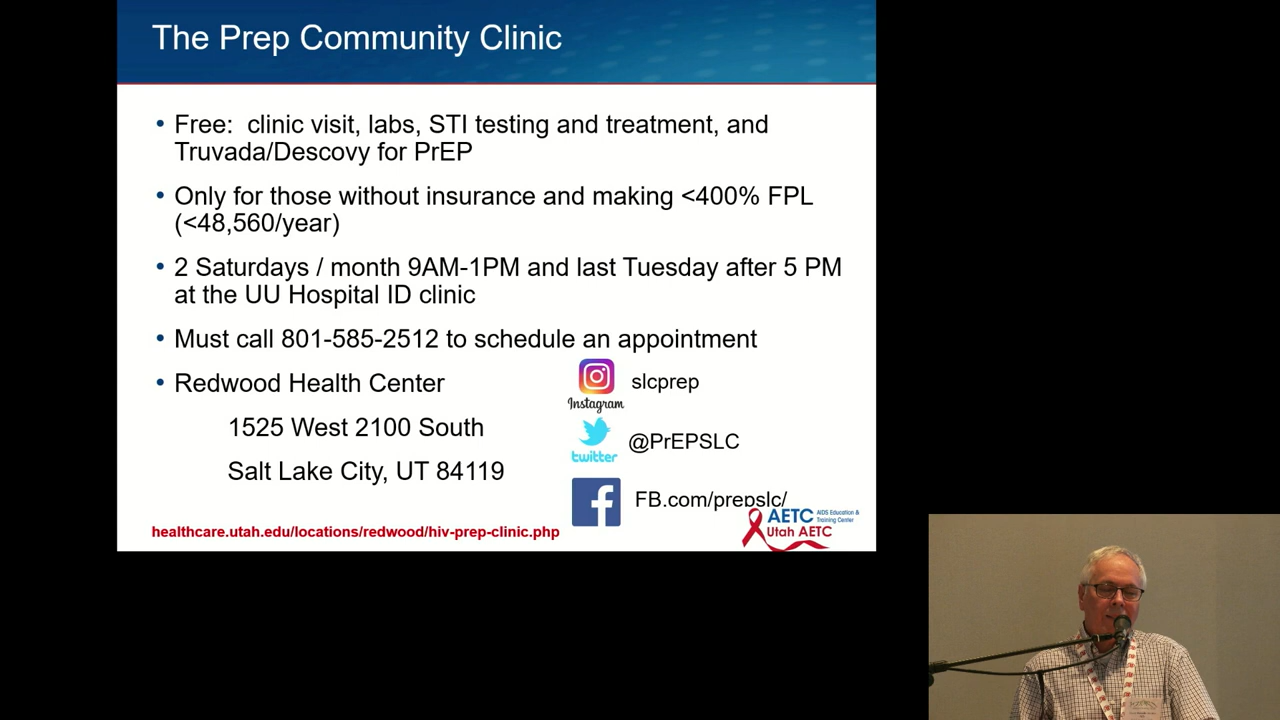 The Prep Community Clinic
• Free: clinic visit, labs, STI testing and treatment, and
Truvada/Descovy for PrEP
• Only for those without insurance and making <400% FPL
(<48,560/year)
• 2 Saturdays / month 9AM-1PM and last Tuesday after 5 PM
at the UU Hospital ID clinic
• Must call 801-585-2512 to schedule an appointment
• Redwood Health Center
1525 West 2100 South
Salt Lake City, UT 84119
Instagram
slcprep
twitter
@PrEPSLC
FB.com/prepslc/
healthcare.utah.edu/locations/redwood/hiv-prep-clinic.php
AETC AIDS Education &
Training Center
Utah AETC